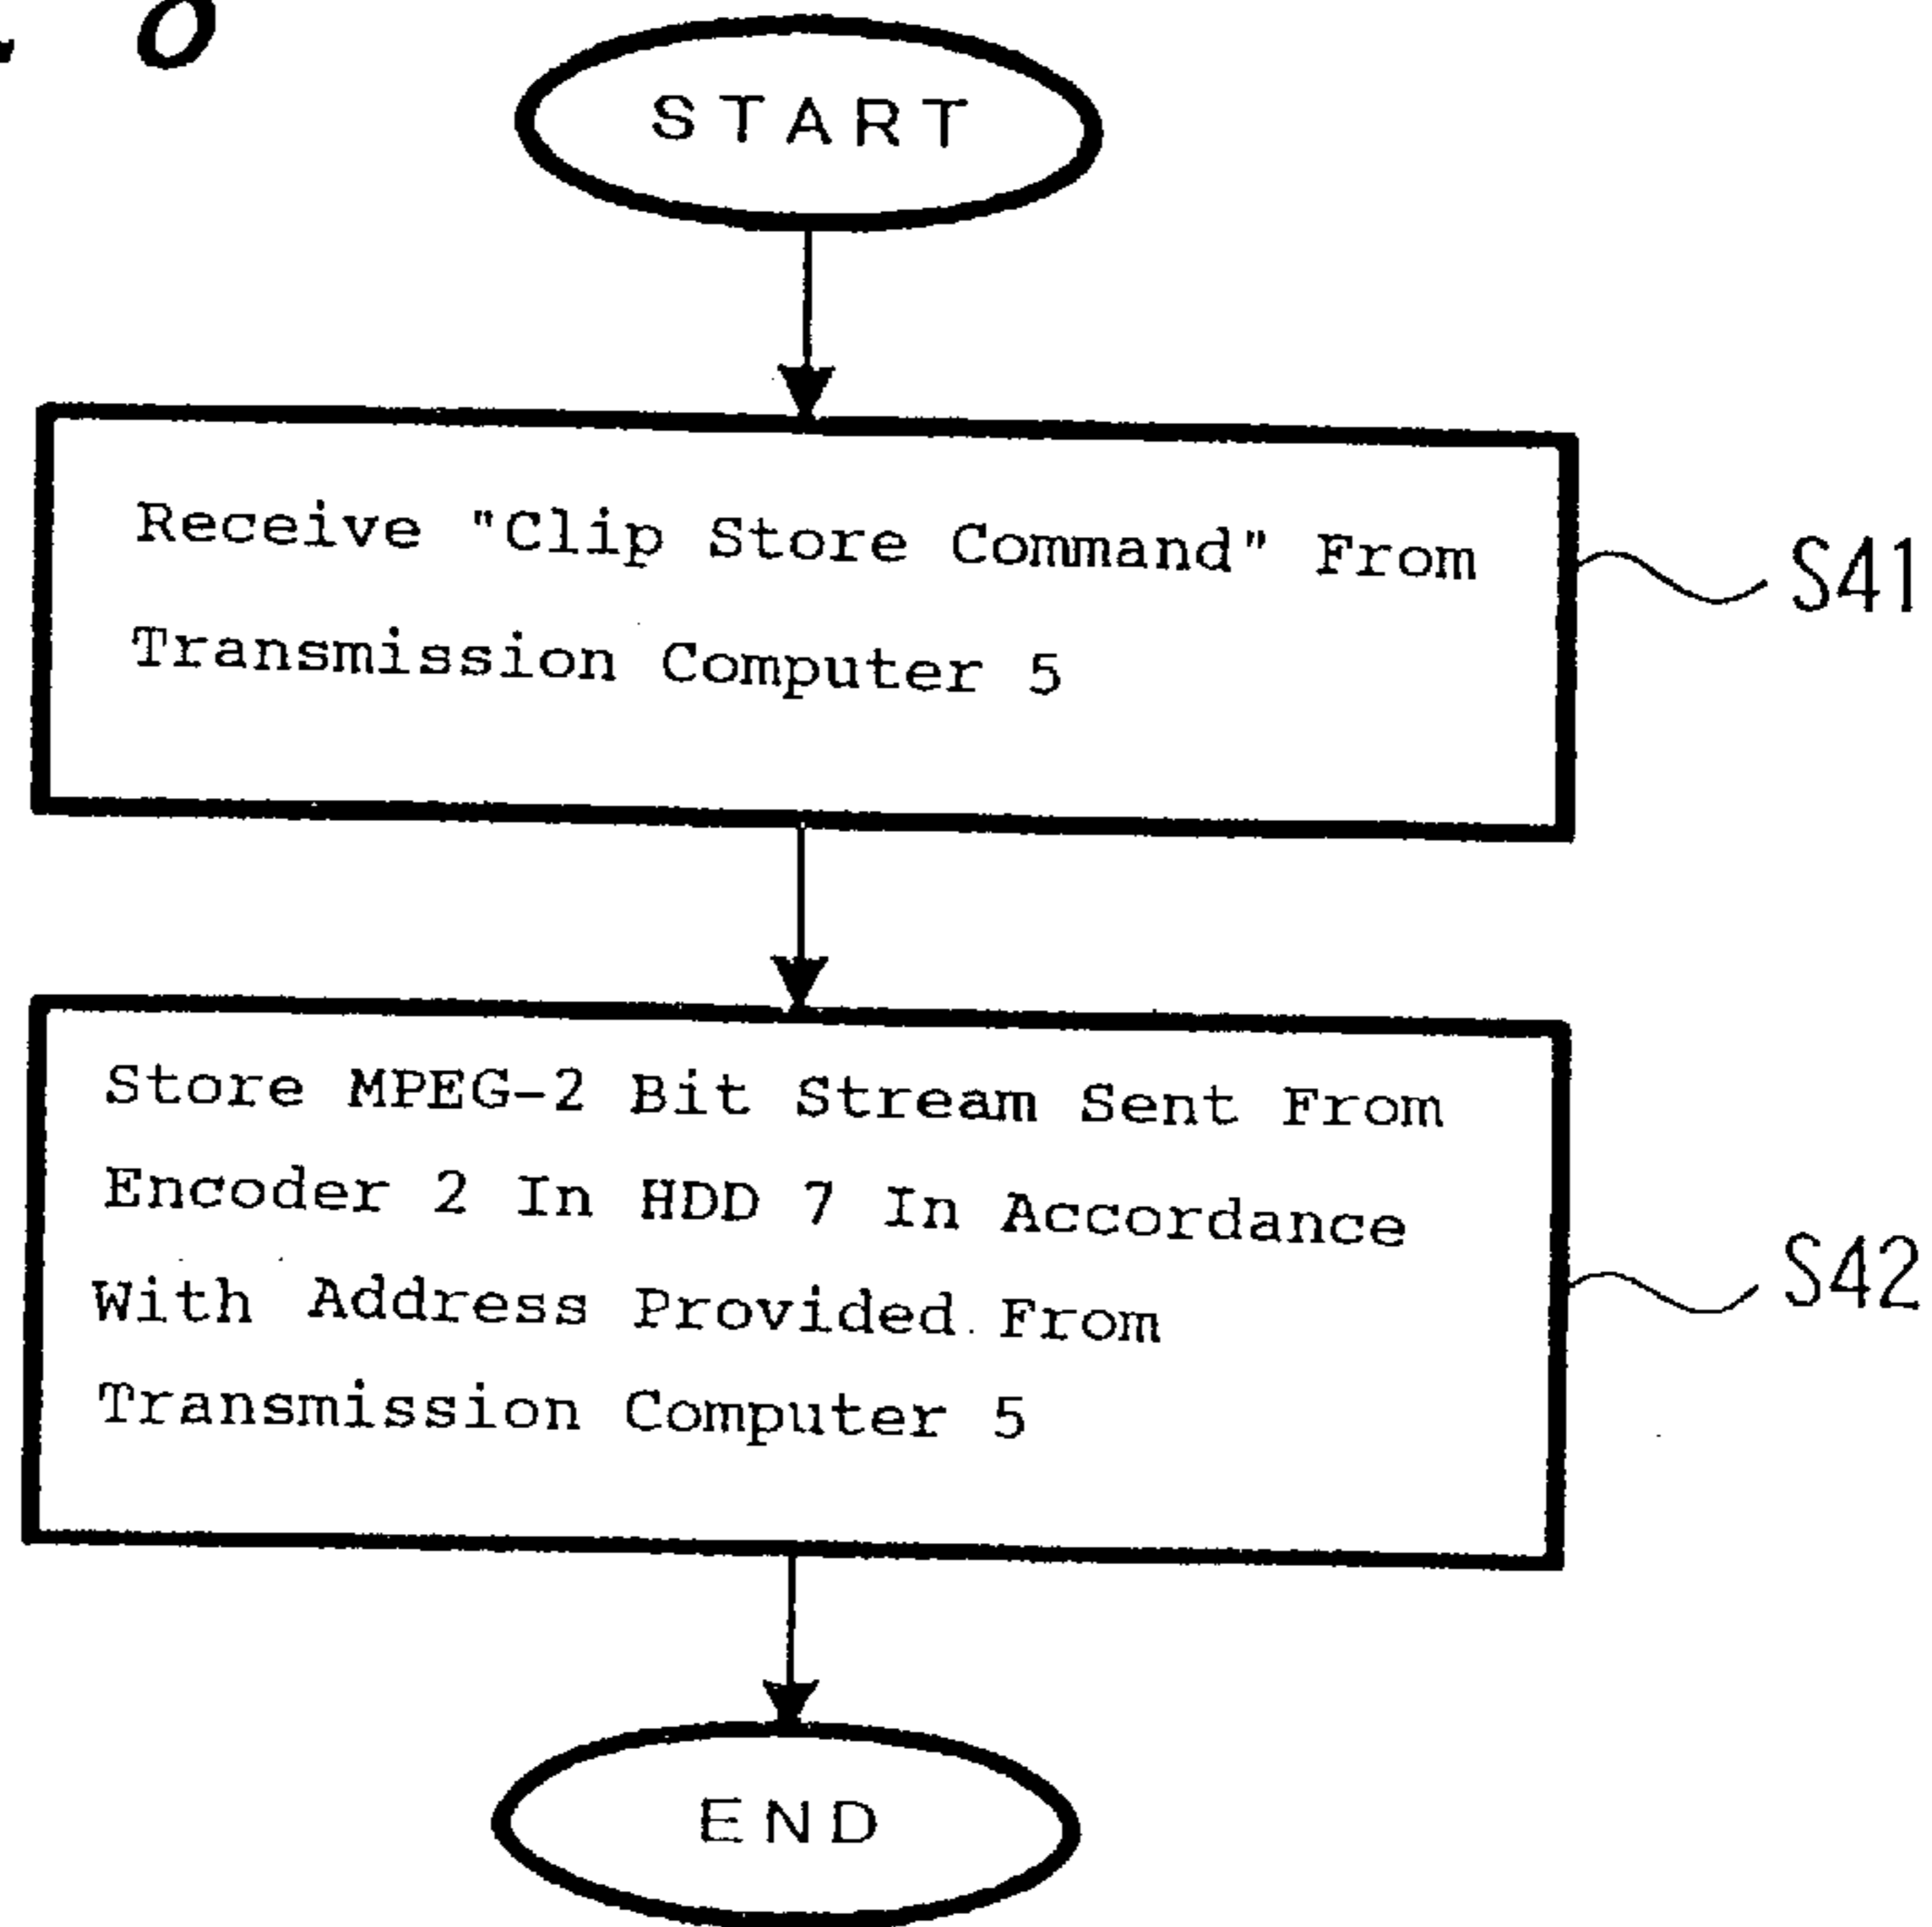 START
Receive "Clip Store Command" From
Transmission Computer 5
S41
Store MPEG-2 Bit Stream Sent From
Encoder 2 In HDD 7 In Accordance
With Address Provided From
Transmission Computer 5
S42
END